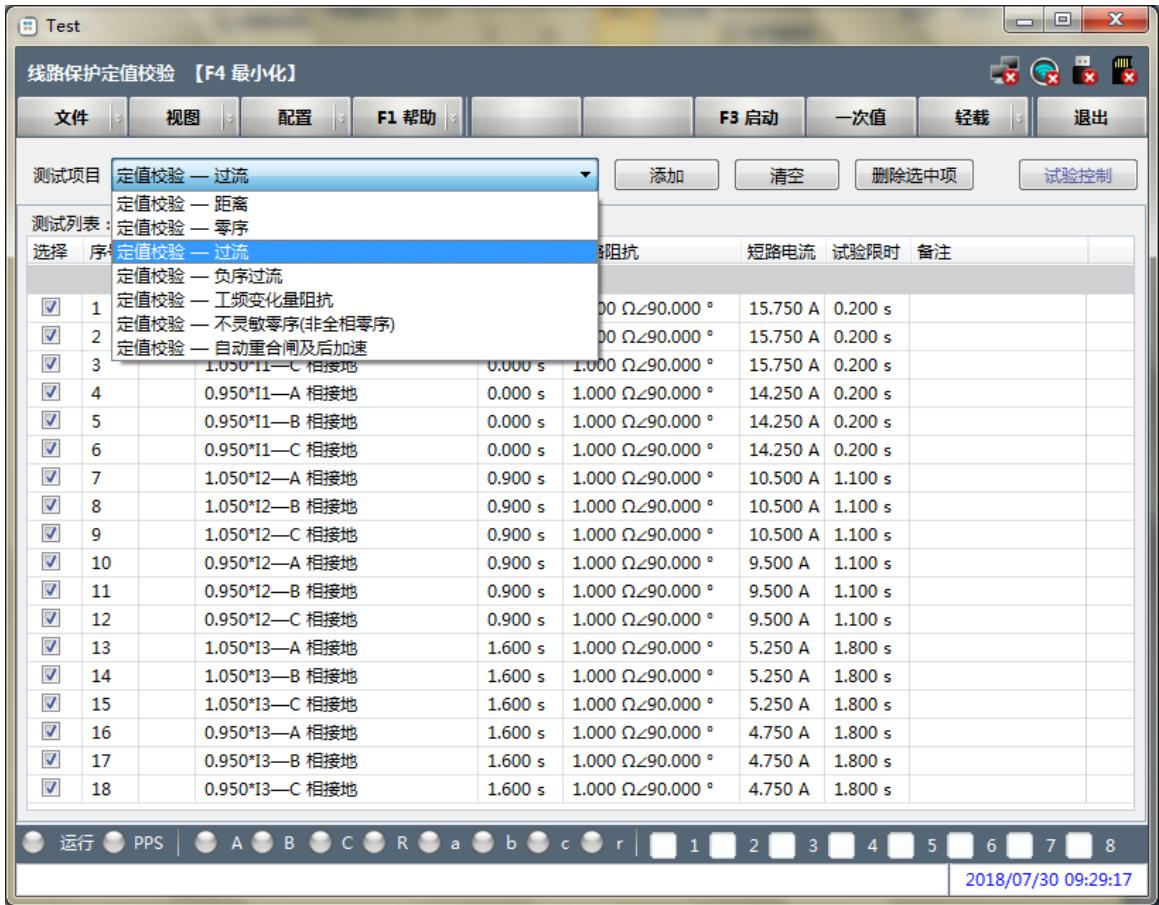 Test
线路保护定值校验 【F4 最小化】
文件 视图 配置 F1 帮助 F3 启动 一次值 轻载 退出
测试项目 定值校验 — 过流 添加 清空 删除选中项 试验控制
定值校验 — 距离
测试列表: 定值校验 — 零序
选择 序 定值校验 — 过流 阻抗 短路电流 试验限时 备注
定值校验 — 负序过流
定值校验 — 工频变化量阻抗
1 00 Ω∠90.000 ° 15.750 A 0.200 s
定值校验 — 不灵敏零序(非全相零序)
2 00 Ω∠90.000 ° 15.750 A 0.200 s
定值校验 — 自动重合闸及后加速
3 1.050*I1—C 相接地 0.000 s 1.000 Ω∠90.000 ° 15.750 A 0.200 s
4 0.950*I1—A 相接地 0.000 s 1.000 Ω∠90.000 ° 14.250 A 0.200 s
5 0.950*I1—B 相接地 0.000 s 1.000 Ω∠90.000 ° 14.250 A 0.200 s
6 0.950*I1—C 相接地 0.000 s 1.000 Ω∠90.000 ° 14.250 A 0.200 s
7 1.050*I2—A 相接地 0.900 s 1.000 Ω∠90.000 ° 10.500 A 1.100 s
8 1.050*I2—B 相接地 0.900 s 1.000 Ω∠90.000 ° 10.500 A 1.100 s
9 1.050*I2—C 相接地 0.900 s 1.000 Ω∠90.000 ° 10.500 A 1.100 s
10 0.950*I2—A 相接地 0.900 s 1.000 Ω∠90.000 ° 9.500 A 1.100 s
11 0.950*I2—B 相接地 0.900 s 1.000 Ω∠90.000 ° 9.500 A 1.100 s
12 0.950*I2—C 相接地 0.900 s 1.000 Ω∠90.000 ° 9.500 A 1.100 s
13 1.050*I3—A 相接地 1.600 s 1.000 Ω∠90.000 ° 5.250 A 1.800 s
14 1.050*I3—B 相接地 1.600 s 1.000 Ω∠90.000 ° 5.250 A 1.800 s
15 1.050*I3—C 相接地 1.600 s 1.000 Ω∠90.000 ° 5.250 A 1.800 s
16 0.950*I3—A 相接地 1.600 s 1.000 Ω∠90.000 ° 4.750 A 1.800 s
17 0.950*I3—B 相接地 1.600 s 1.000 Ω∠90.000 ° 4.750 A 1.800 s
18 0.950*I3—C 相接地 1.600 s 1.000 Ω∠90.000 ° 4.750 A 1.800 s
运行 PPS A B C R a b c r 1 2 3 4 5 6 7 8
2018/07/30 09:29:17